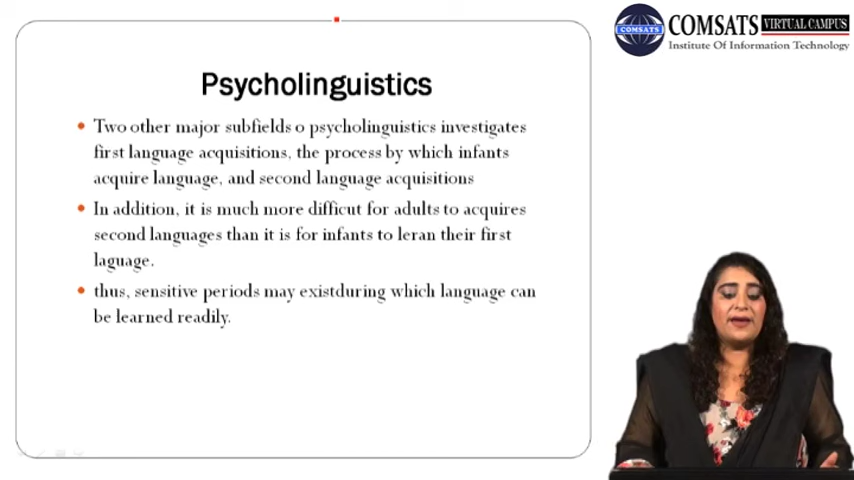 COMSATS
COMSATS VIRTUAL CAMPUS
Institute Of Information Technology
Psycholinguistics
Two other major subfields o psycholinguistics investigates
first language acquisitions, the process by which infants
acquire language, and second language acquisitions
In addition, it is much more difficut for adults to acquires
second languages than it is for infants to leran their first
laguage.
thus, sensitive periods may existduring which language can
be learned readily.